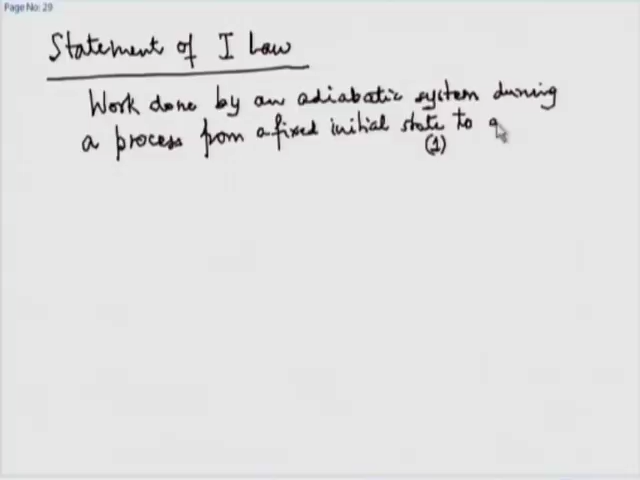 Page No: 29
Statement of I Law
Work done by an adiabatic system during
a process from a fixed initial state to a
(1)